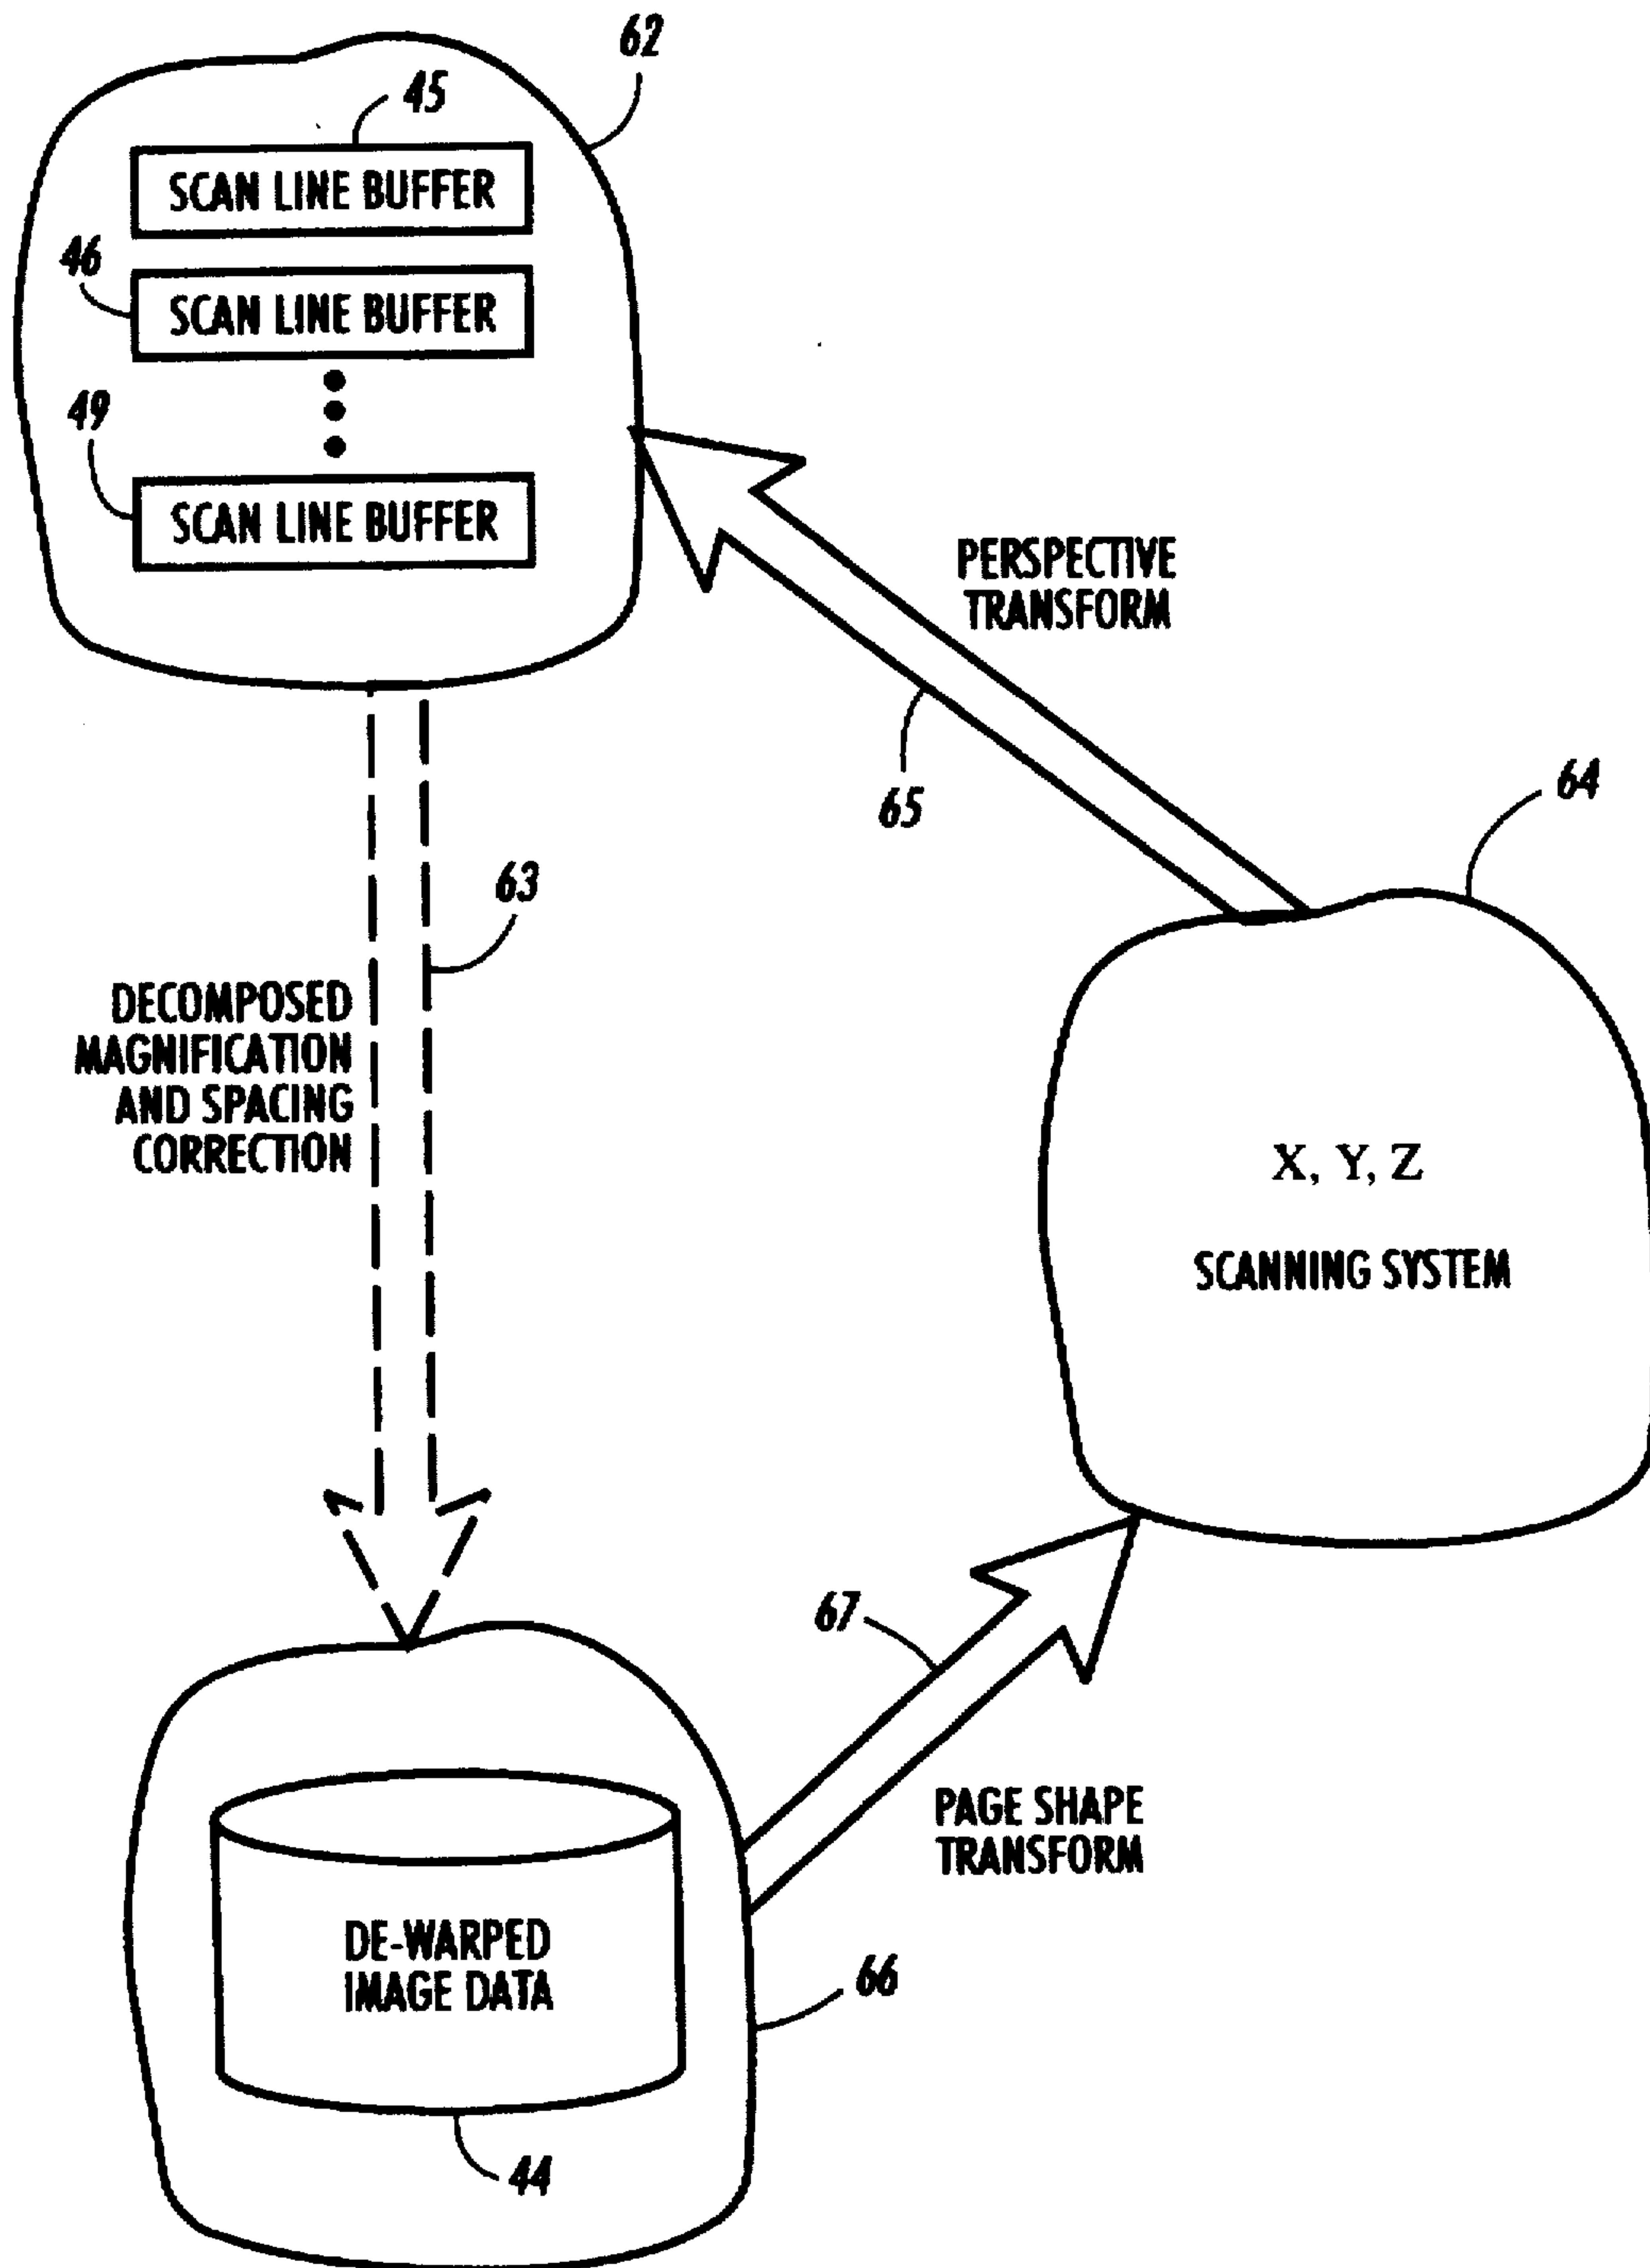 62
45
SCAN LINE BUFFER
46
SCAN LINE BUFFER
49
SCAN LINE BUFFER
PERSPECTIVE
TRANSFORM
65
64
63
DECOMPOSED
MAGNIFICATION
AND SPACING
CORRECTION
X, Y, Z
SCANNING SYSTEM
67
PAGE SHAPE
TRANSFORM
DE-WARPED
IMAGE DATA
66
44